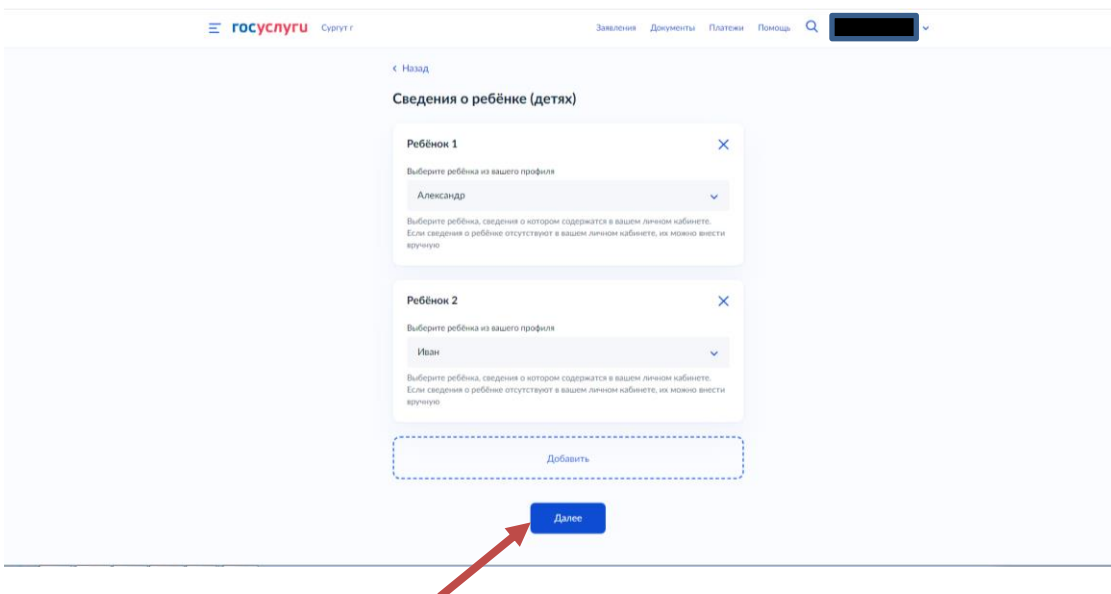 госуслуги Сургут г Заявления Документы Платежи Помощь
Назад
Сведения о ребёнке (детях)
Ребёнок 1
Выберите ребёнка из вашего профиля
Александр
Выберите ребёнка, сведения о котором содержатся в вашем личном кабинете.
Если сведения о ребёнке отсутствуют в вашем личном кабинете, их можно внести
вручную
Ребёнок 2
Выберите ребёнка из вашего профиля
Иван
Выберите ребёнка, сведения о котором содержатся в вашем личном кабинете.
Если сведения о ребёнке отсутствуют в вашем личном кабинете, их можно внести
вручную
Добавить
Далее